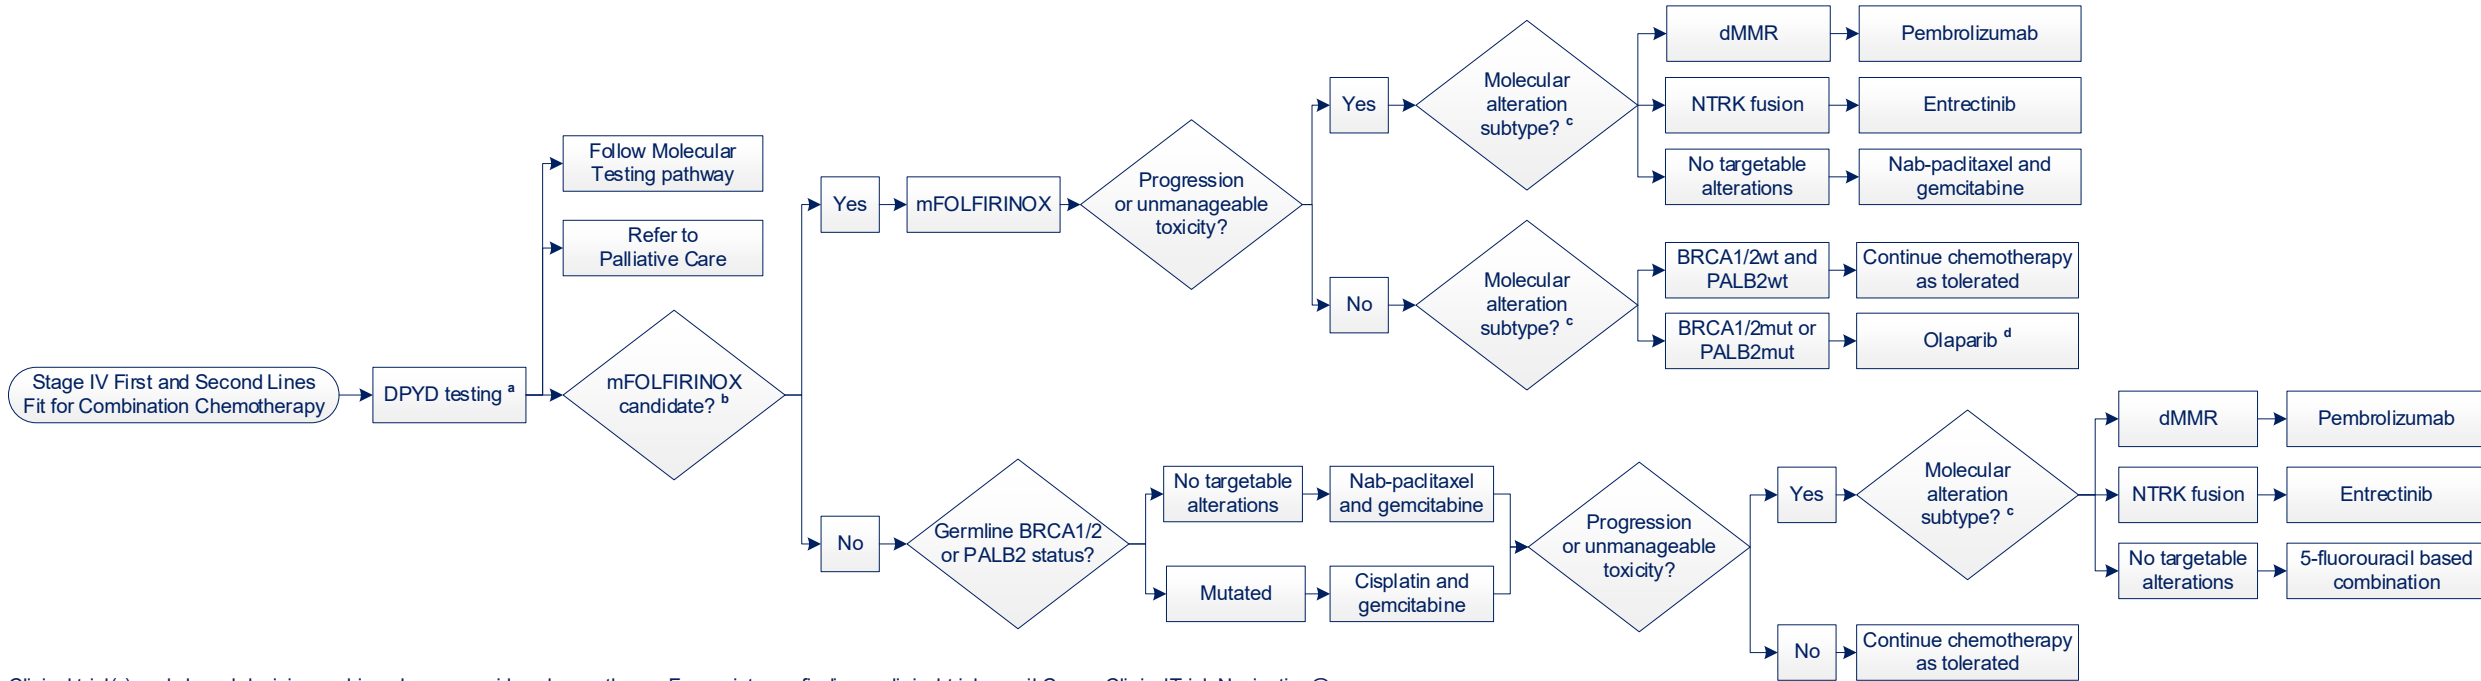 Stage IV First and Second Lines
Fit for Combination Chemotherapy
DPYD testing a
Follow Molecular
Testing pathway
Refer to
Palliative Care
mFOLFIRINOX
candidate? b
Yes
mFOLFIRINOX
Progression
or unmanageable
toxicity?
Yes
Molecular
alteration
subtype? c
dMMR
Pembrolizumab
NTRK fusion
Entrectinib
No targetable
alterations
Nab-paclitaxel and
gemcitabine
No
Molecular
alteration
subtype? c
BRCA1/2wt and
PALB2wt
Continue chemotherapy
as tolerated
BRCA1/2mut or
PALB2mut
Olaparib d
No
Germline BRCA1/2
or PALB2 status?
No targetable
alterations
Nab-paclitaxel
and gemcitabine
Mutated
Cisplatin and
gemcitabine
Progression
or unmanageable
toxicity?
Yes
Molecular
alteration
subtype? c
dMMR
Pembrolizumab
NTRK fusion
Entrectinib
No targetable
alterations
5-fluorouracil based
combination
No
Continue chemotherapy
as tolerated